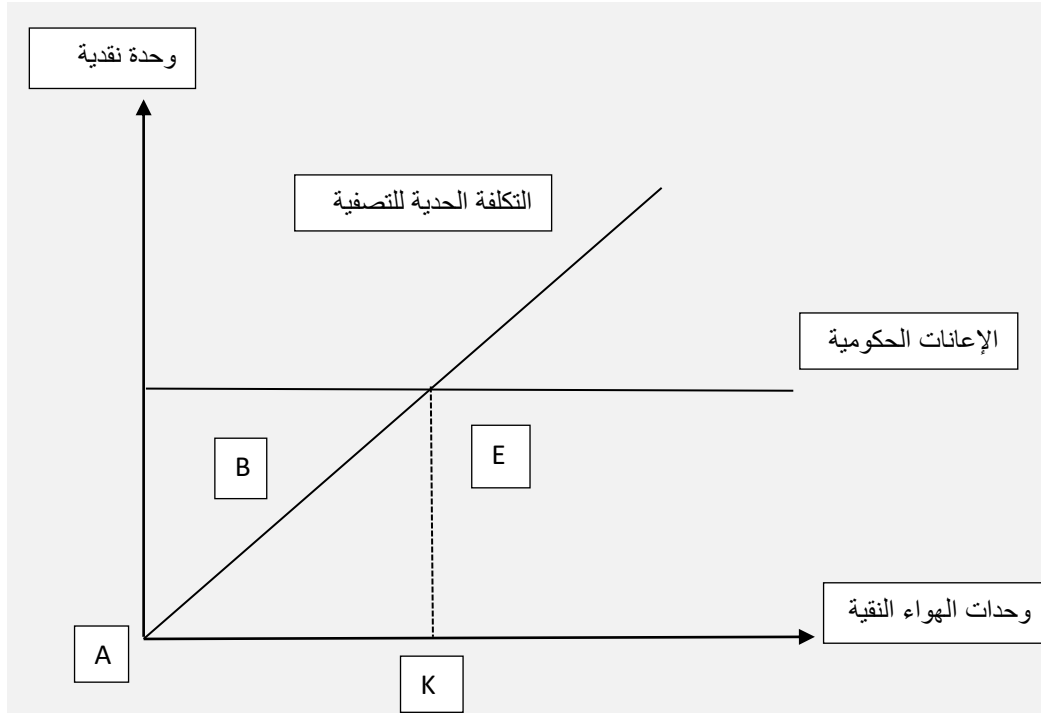 وحدة نقدية
التكلفة الحدية للتصفية
الإعانات الحكومية
B
E
وحدات الهواء النقية
A
K